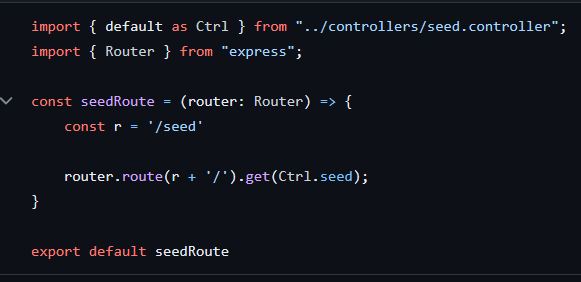 import { default as Ctrl } from "../controllers/seed.controller";
import { Router } from "express";
const seedRoute = (router: Router) => {
const r = '/seed'
router.route(r + '/').get(Ctrl.seed);
}
export default seedRoute